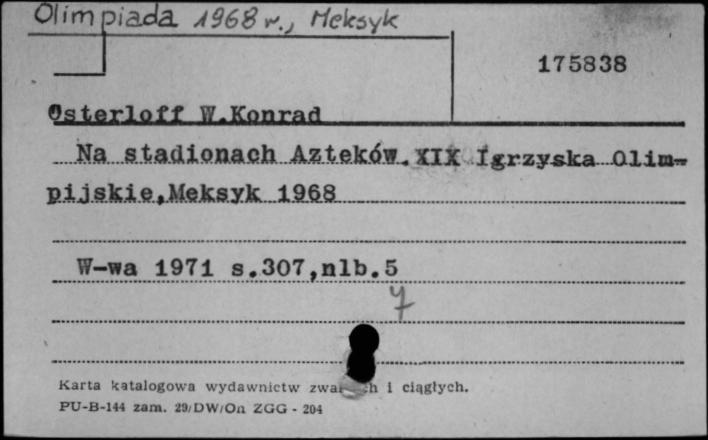 Olimpiada 1968 r., Meksyk
175838
Osterloff W.Konrad
Na stadionach Azteków.XIX Igrzyska Olim-
pijskie,Meksyk 1968
W-wa 1971 s.307,nlb.5
Karta katalogowa wydawnictw i ciągłych.
PU-B-144 zam. 29/DW/On ZGG - 204